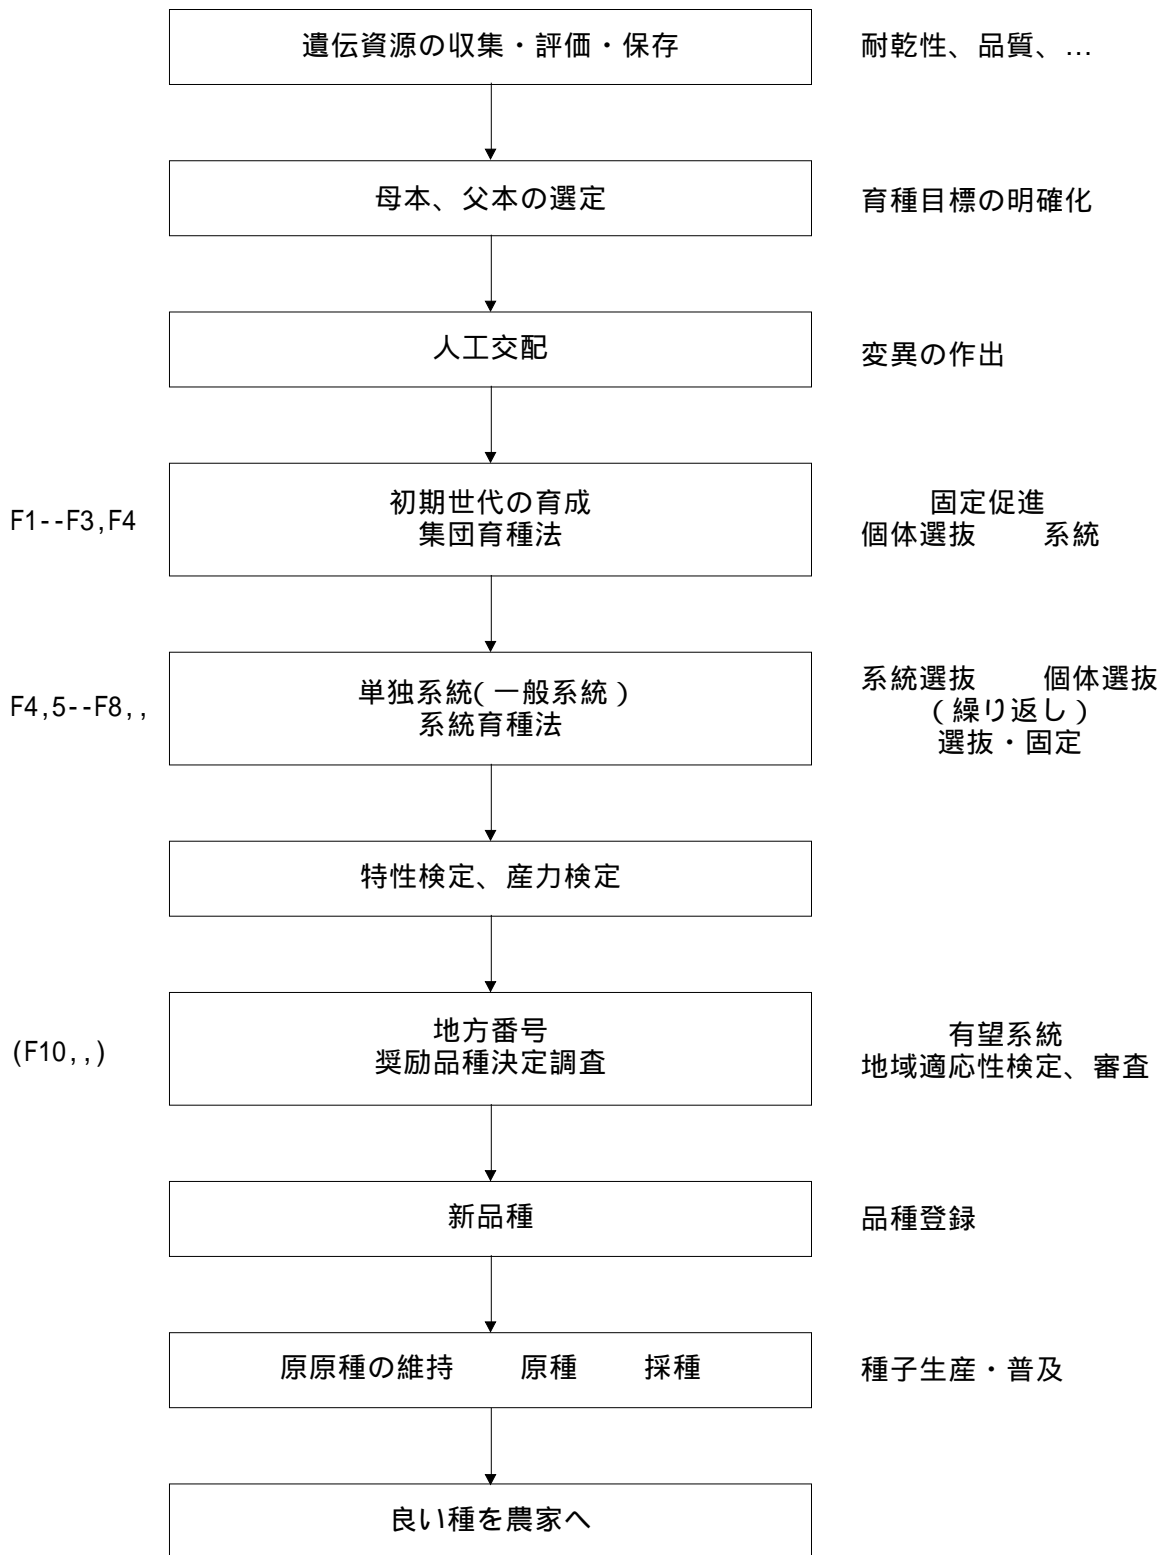 遺伝資源の収集・評価・保存
耐乾性、品質、…
母本、父本の選定
育種目標の明確化
人工交配
変異の作出
F1--F3,F4
初期世代の育成
集団育種法
固定促進
個体選抜 系統
F4,5--F8,,
単独系統(一般系統)
系統育種法
系統選抜 個体選抜
(繰り返し)
選抜・固定
特性検定、産力検定
(F10,,)
地方番号
奨励品種決定調査
有望系統
地域適応性検定、審査
新品種
品種登録
原原種の維持 原種 採種
種子生産・普及
良い種を農家へ